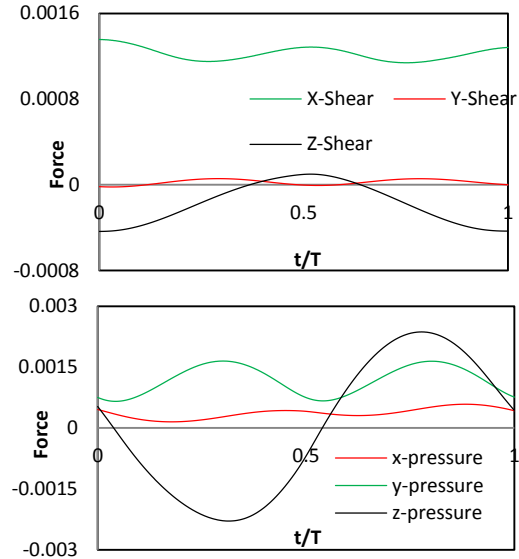 0.0016
0.0008
X-Shear Y-Shear
Z-Shear
Force
0
0 0.5 1
t/T
-0.0008
0.003
0.0015
Force
0
0 0.5 1
x-pressure
y-pressure
-0.0015
z-pressure
t/T
-0.003